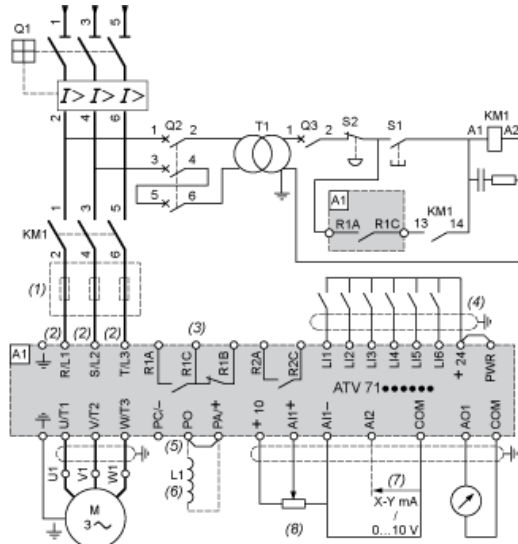 1 3 5
Q1
I> I> I>
2 4 6
1 Q2 2
3 4
5 6
T1
1 Q3 2
S2
S1
KM1
A1 A2
A1
R1A R1C
13 KM1 14
1 3 5
KM1
2 4 6
(1)
(2) (2) (2)
(3)
(4)
A1
R/L1
S/L2
T/L3
R1A
R1C
R1B
R2A
R2C
LI1
LI2
LI3
LI4
LI5
LI6
+ 24
PWR
ATV 71●●●●●●
U/T1
V/T2
W/T3
PC/–
PO
PA/+
+ 10
AI1+
AI1–
AI2
COM
AO1
COM
U1
V1
W1
(5)
L1
(6)
(7)
X-Y mA
/
0...10 V
(8)
M
3 ~